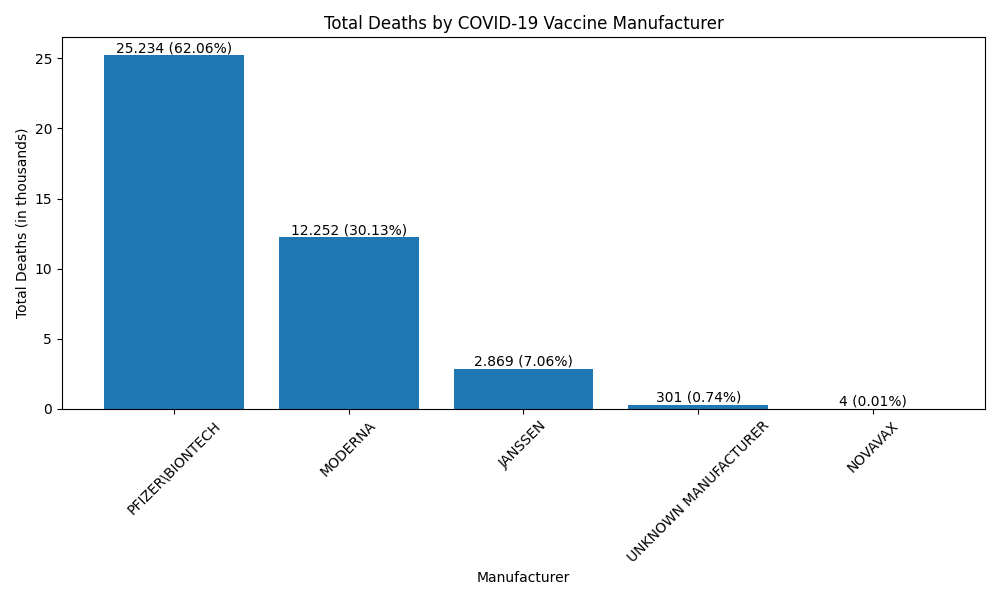 Total Deaths by COVID-19 Vaccine Manufacturer
25.234 (62.06%)
12.252 (30.13%)
2.869 (7.06%)
301 (0.74%)
4 (0.01%)
Total Deaths (in thousands)
25
20
15
10
5
0
PFIZER\BIONTECH
MODERNA
JANSSEN
UNKNOWN MANUFACTURER
NOVAVAX
Manufacturer